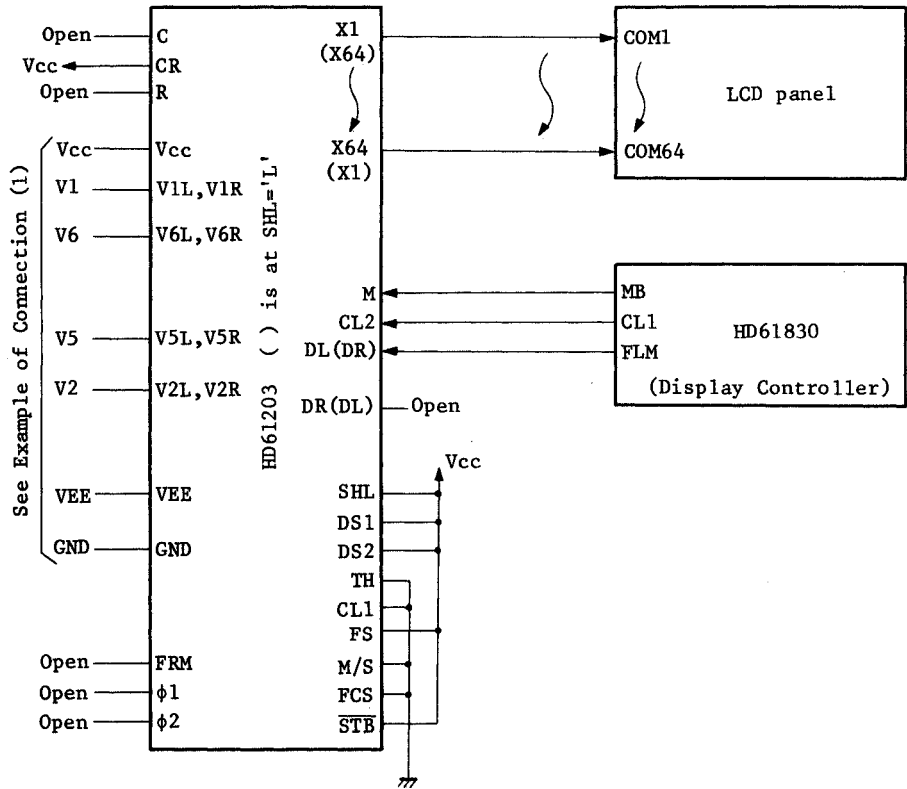 Open
C
Vcc
CR
Open
R
Vcc
Vcc
V1
V1L,V1R
V6
V6L,V6R
V5
V5L,V5R
V2
V2L,V2R
VEE
VEE
GND
GND
Open
FRM
Open
ϕ1
Open
ϕ2
See Example of Connection (1)
HD61203 ( ) is at SHL='L'
X1
(X64)
X64
(X1)
M
CL2
DL(DR)
DR(DL)
Open
Vcc
SHL
DS1
DS2
TH
CL1
FS
M/S
FCS
S̅T̅B̅
COM1
LCD panel
COM64
MB
CL1
HD61830
FLM
(Display Controller)